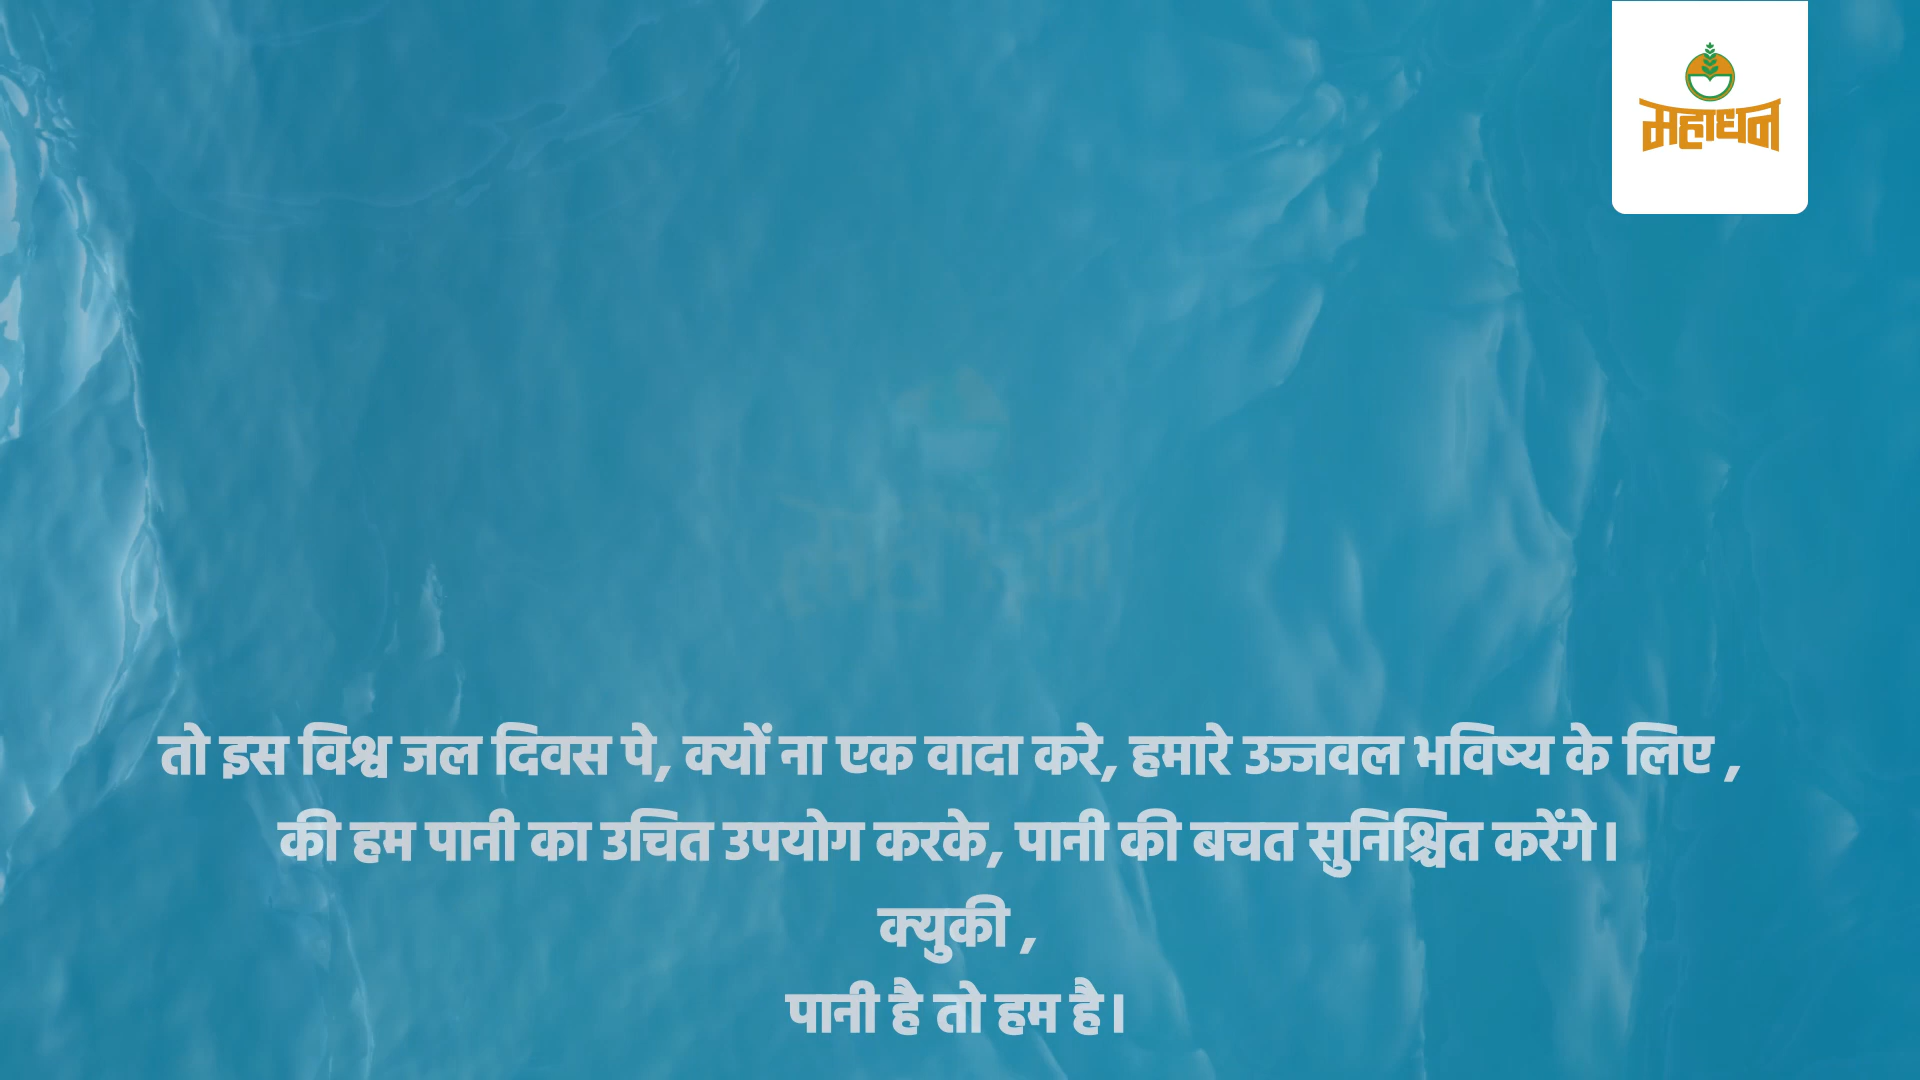 महाधन
तो इस विश्व जल दिवस पे, क्यों ना एक वादा करे, हमारे उज्जवल भविष्य के लिए ,
की हम पानी का उचित उपयोग करके, पानी की बचत सुनिश्चित करेंगे।
क्युकी ,
पानी है तो हम है।